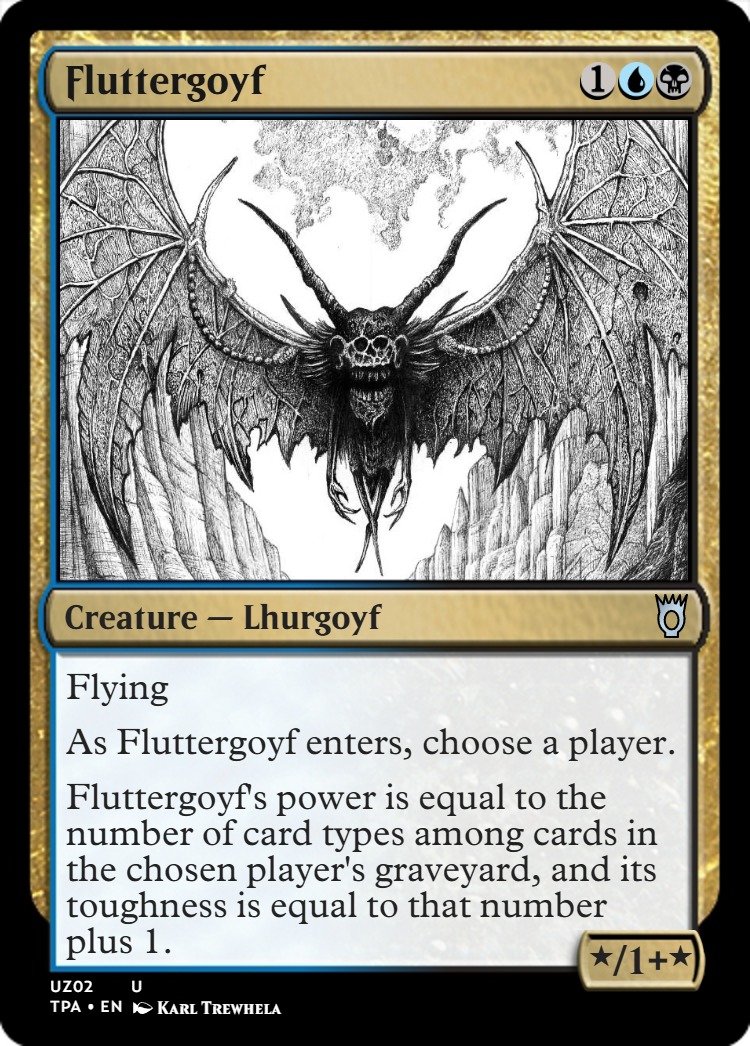 Fluttergoyf 1
Creature — Lhurgoyf
Flying
As Fluttergoyf enters, choose a player.
Fluttergoyf's power is equal to the
number of card types among cards in
the chosen player's graveyard, and its
toughness is equal to that number
plus 1.
★/1+★
UZ02 U
TPA • EN Karl Trewhela